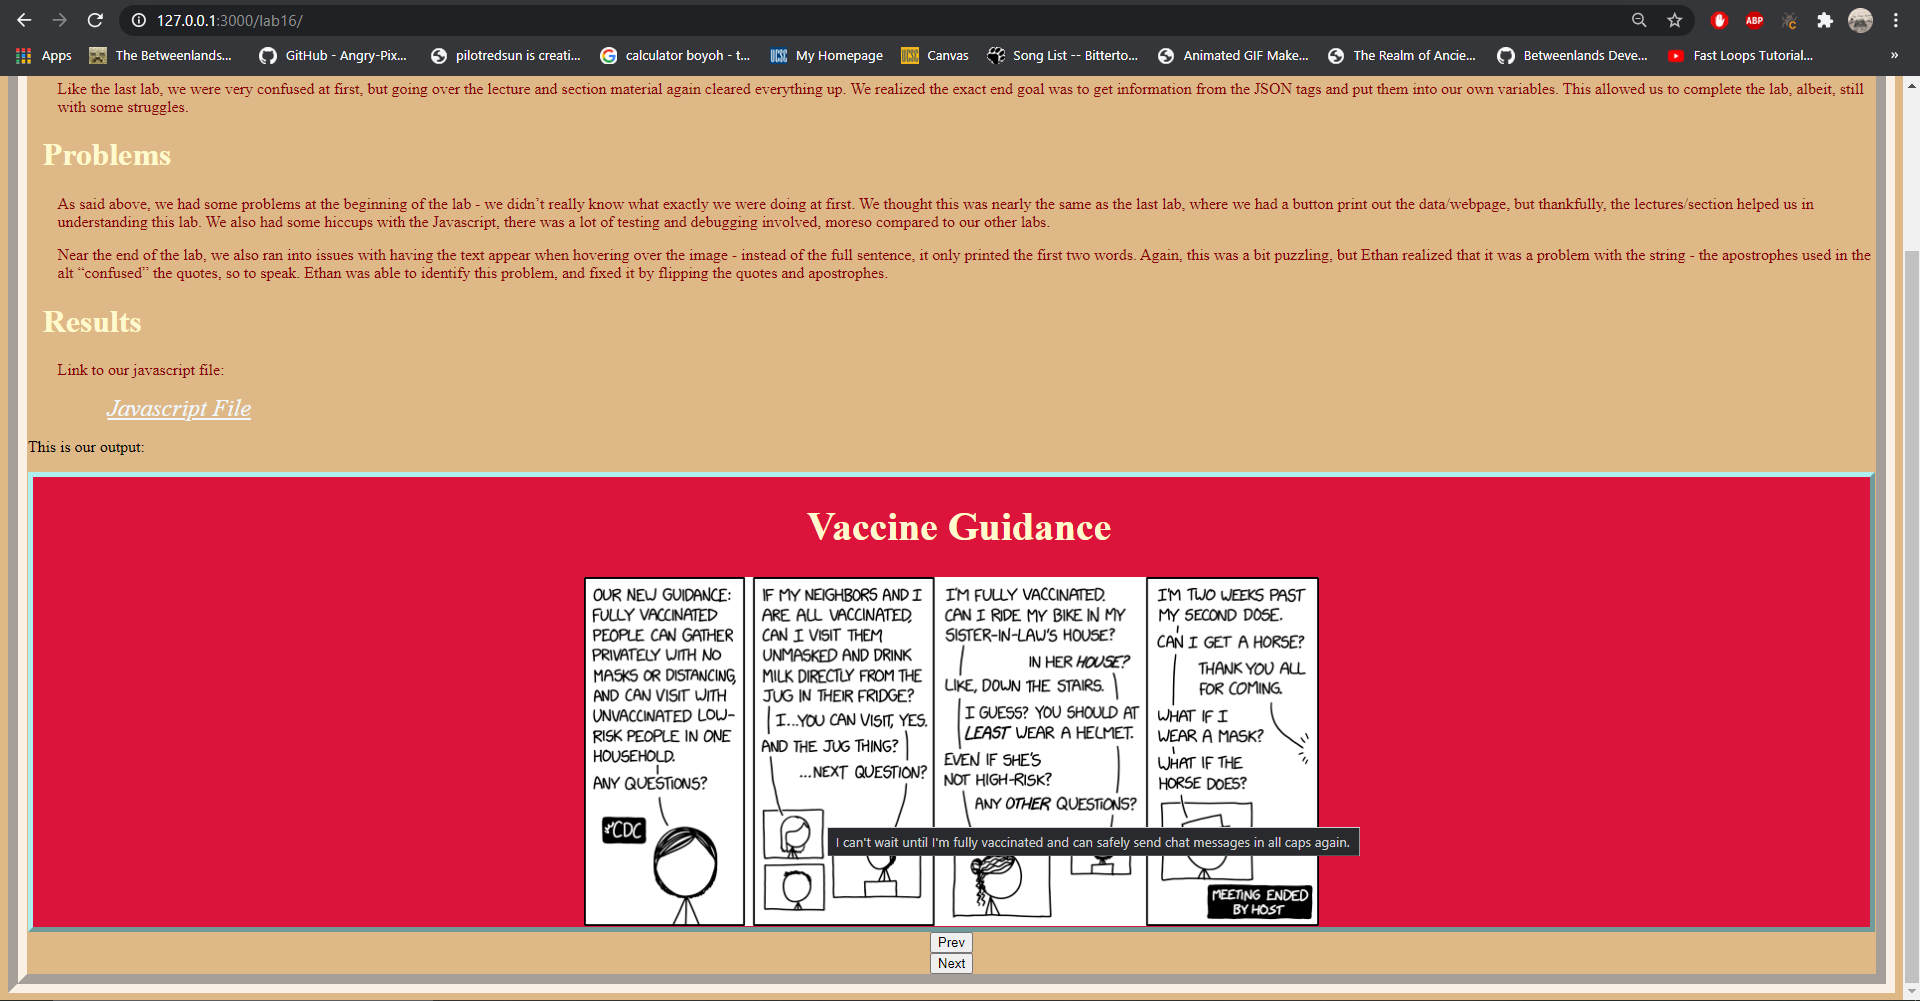 127.0.0.1:3000/lab16/
Apps
The Betweenlands...
GitHub - Angry-Pix...
pilotredsun is creati...
calculator boyoh - t...
UCSC
My Homepage
UCSC
Canvas
Song List -- Bitterto...
Animated GIF Make...
The Realm of Ancie...
Betweenlands Deve...
Fast Loops Tutorial...
»
ABP
Like the last lab, we were very confused at first, but going over the lecture and section material again cleared everything up. We realized the exact end goal was to get information from the JSON tags and put them into our own variables. This allowed us to complete the lab, albeit, still
with some struggles.
Problems
As said above, we had some problems at the beginning of the lab - we didn’t really know what exactly we were doing at first. We thought this was nearly the same as the last lab, where we had a button print out the data/webpage, but thankfully, the lectures/section helped us in
understanding this lab. We also had some hiccups with the Javascript, there was a lot of testing and debugging involved, moreso compared to our other labs.
Near the end of the lab, we also ran into issues with having the text appear when hovering over the image - instead of the full sentence, it only printed the first two words. Again, this was a bit puzzling, but Ethan realized that it was a problem with the string - the apostrophes used in the
alt “confused” the quotes, so to speak. Ethan was able to identify this problem, and fixed it by flipping the quotes and apostrophes.
Results
Link to our javascript file:
Javascript File
This is our output:
Vaccine Guidance
OUR NEW GUIDANCE:
FULLY VACCINATED
PEOPLE CAN GATHER
PRIVATELY WITH NO
MASKS OR DISTANCING,
AND CAN VISIT WITH
UNVACCINATED LOW-
RISK PEOPLE IN ONE
HOUSEHOLD.
ANY QUESTIONS?
CDC
IF MY NEIGHBORS AND I
ARE ALL VACCINATED,
CAN I VISIT THEM
UNMASKED AND DRINK
MILK DIRECTLY FROM THE
JUG IN THEIR FRIDGE?
I...YOU CAN VISIT, YES.
AND THE JUG THING?
...NEXT QUESTION?
I'M FULLY VACCINATED.
CAN I RIDE MY BIKE IN MY
SISTER-IN-LAW'S HOUSE?
IN HER HOUSE?
LIKE, DOWN THE STAIRS.
I GUESS? YOU SHOULD AT
LEAST WEAR A HELMET.
EVEN IF SHE'S
NOT HIGH-RISK?
ANY OTHER QUESTIONS?
I'M TWO WEEKS PAST
MY SECOND DOSE.
CAN I GET A HORSE?
THANK YOU ALL
FOR COMING.
WHAT IF I
WEAR A MASK?
WHAT IF THE
HORSE DOES?
MEETING ENDED
BY HOST
I can't wait until I'm fully vaccinated and can safely send chat messages in all caps again.
Prev
Next